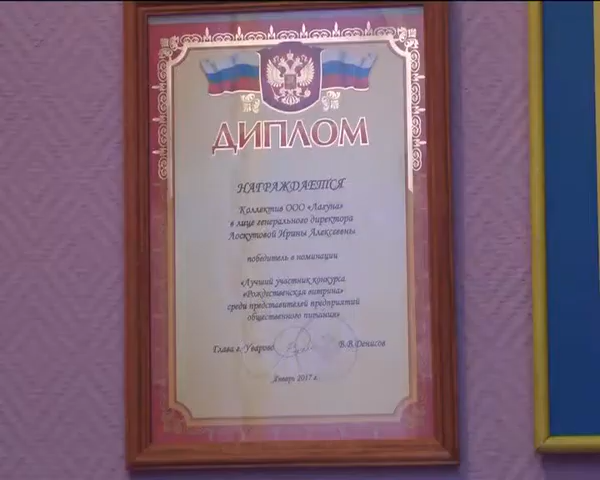 ДИПЛОМ
НАГРАЖДАЕТСЯ
Коллектив ООО «Лагуна»
в лице генерального директора
Лоскутовой Ирины Алексеевны
победитель в номинации
«Лучший участник конкурса
«Рождественская витрина»
среди представителей предприятий
общественного питания»
Глава г. Уварово В.В.Денисов
Январь 2017 г.